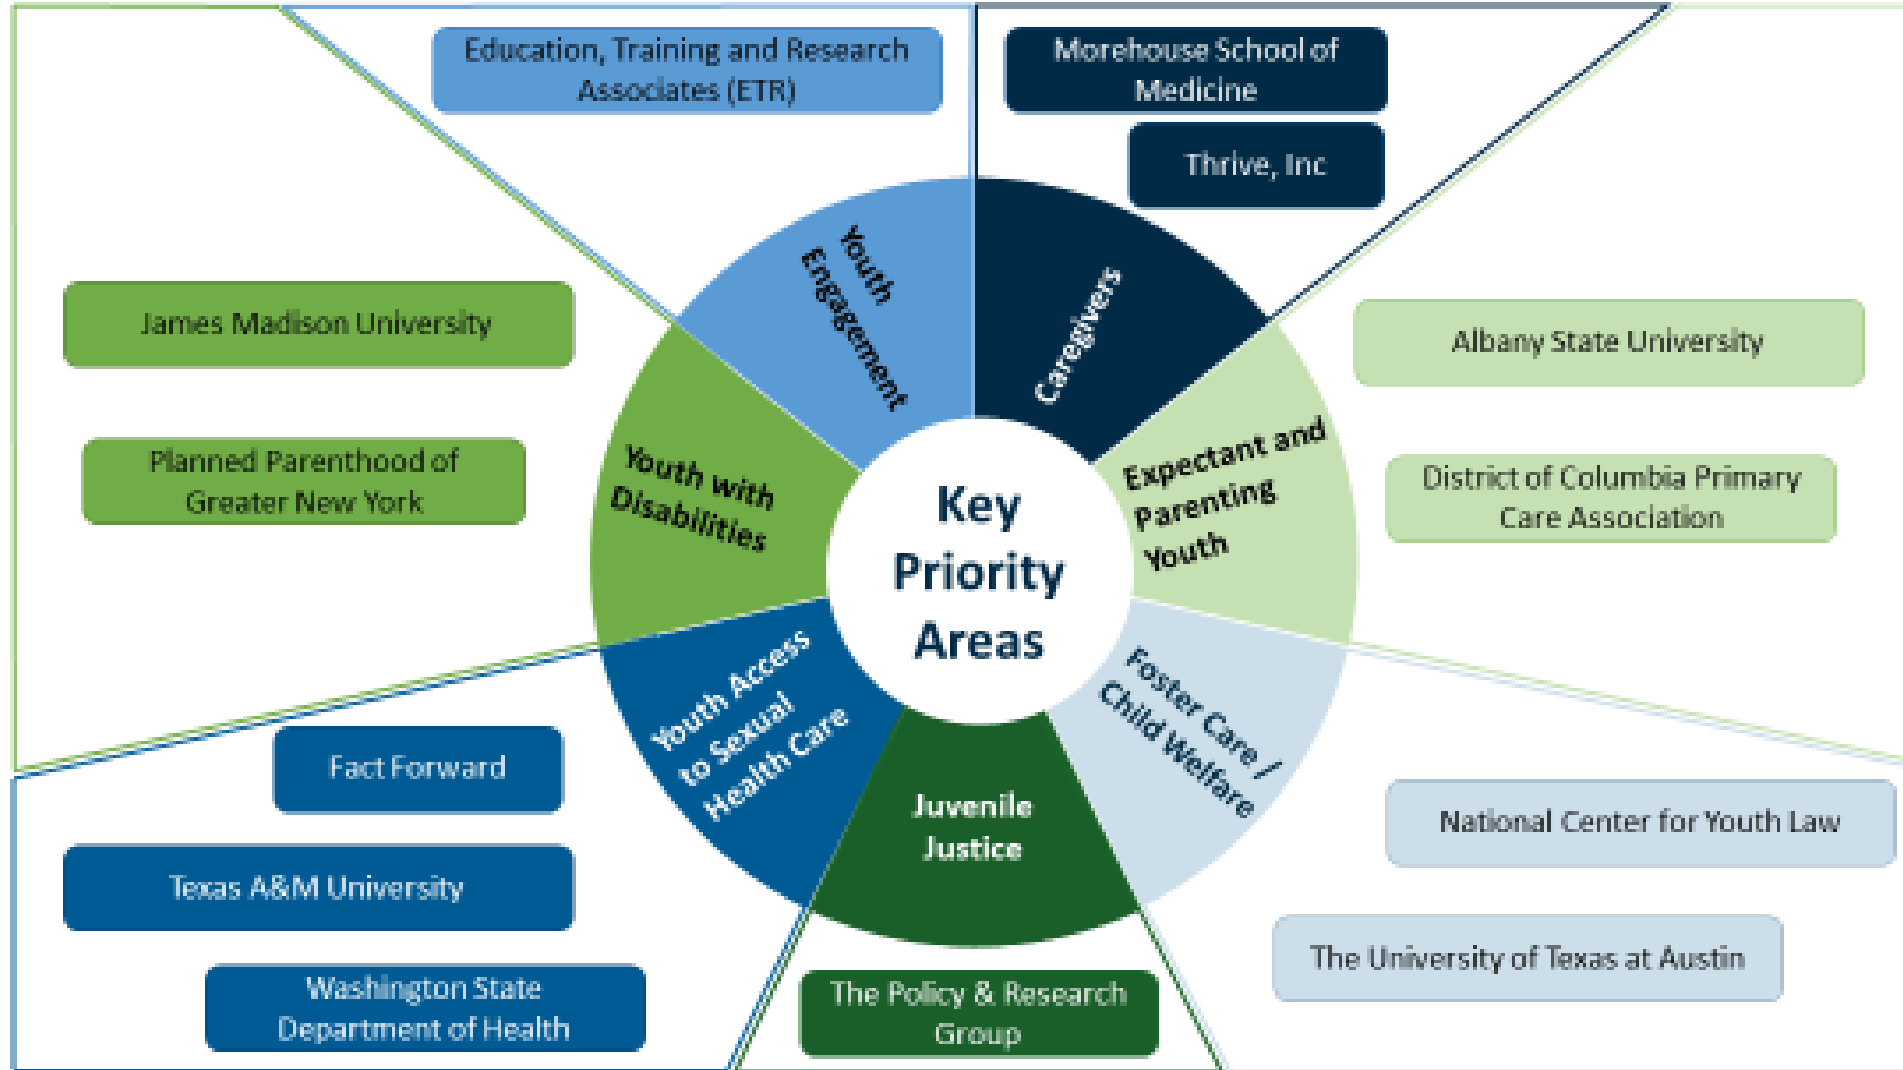 Education, Training and Research
Associates (ETR)
Morehouse School of
Medicine
Thrive, Inc
James Madison University
Planned Parenthood of
Greater New York
Youth
Engagement
Caregivers
Albany State University
District of Columbia Primary
Care Association
Youth with
Disabilities
Key
Priority
Areas
Expectant and
Parenting
Youth
Youth Access
to Sexual
Health Care
Juvenile
Justice
Foster Care /
Child Welfare
Fact Forward
Texas A&M University
Washington State
Department of Health
The Policy & Research
Group
National Center for Youth Law
The University of Texas at Austin